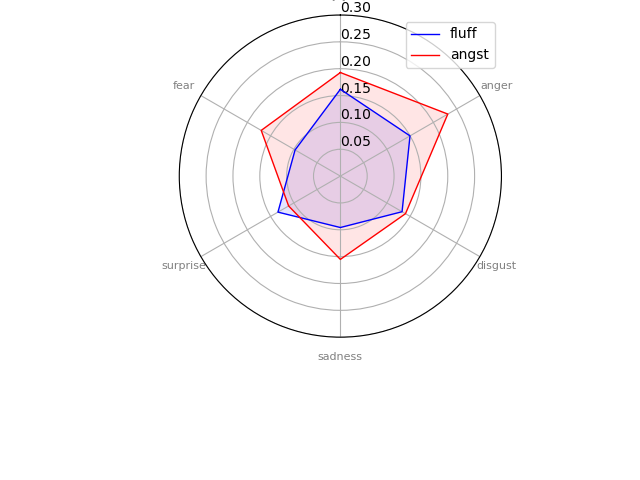 0.30
fluff
angst
0.25
0.20
0.15
0.10
0.05
fear
anger
surprise
disgust
sadness